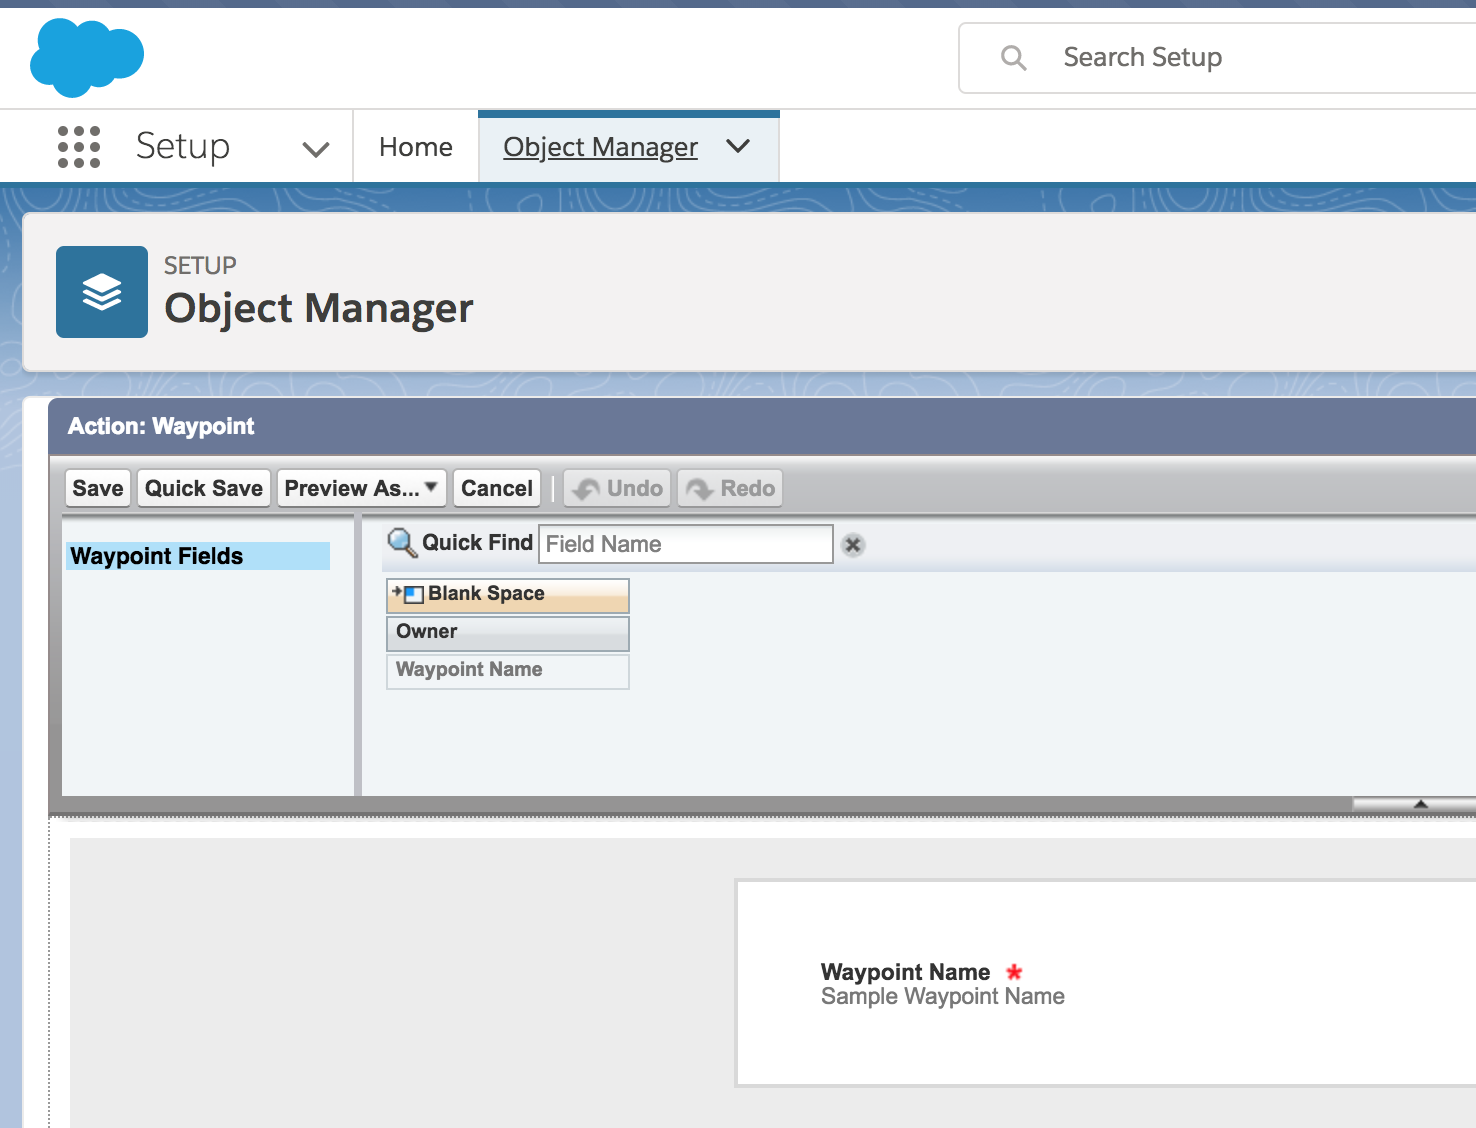 Search Setup
Setup
Home
Object Manager
SETUP
Object Manager
Action: Waypoint
Save
Quick Save
Preview As...
Cancel
Undo
Redo
Waypoint Fields
Quick Find
Field Name
Blank Space
Owner
Waypoint Name
Waypoint Name *
Sample Waypoint Name